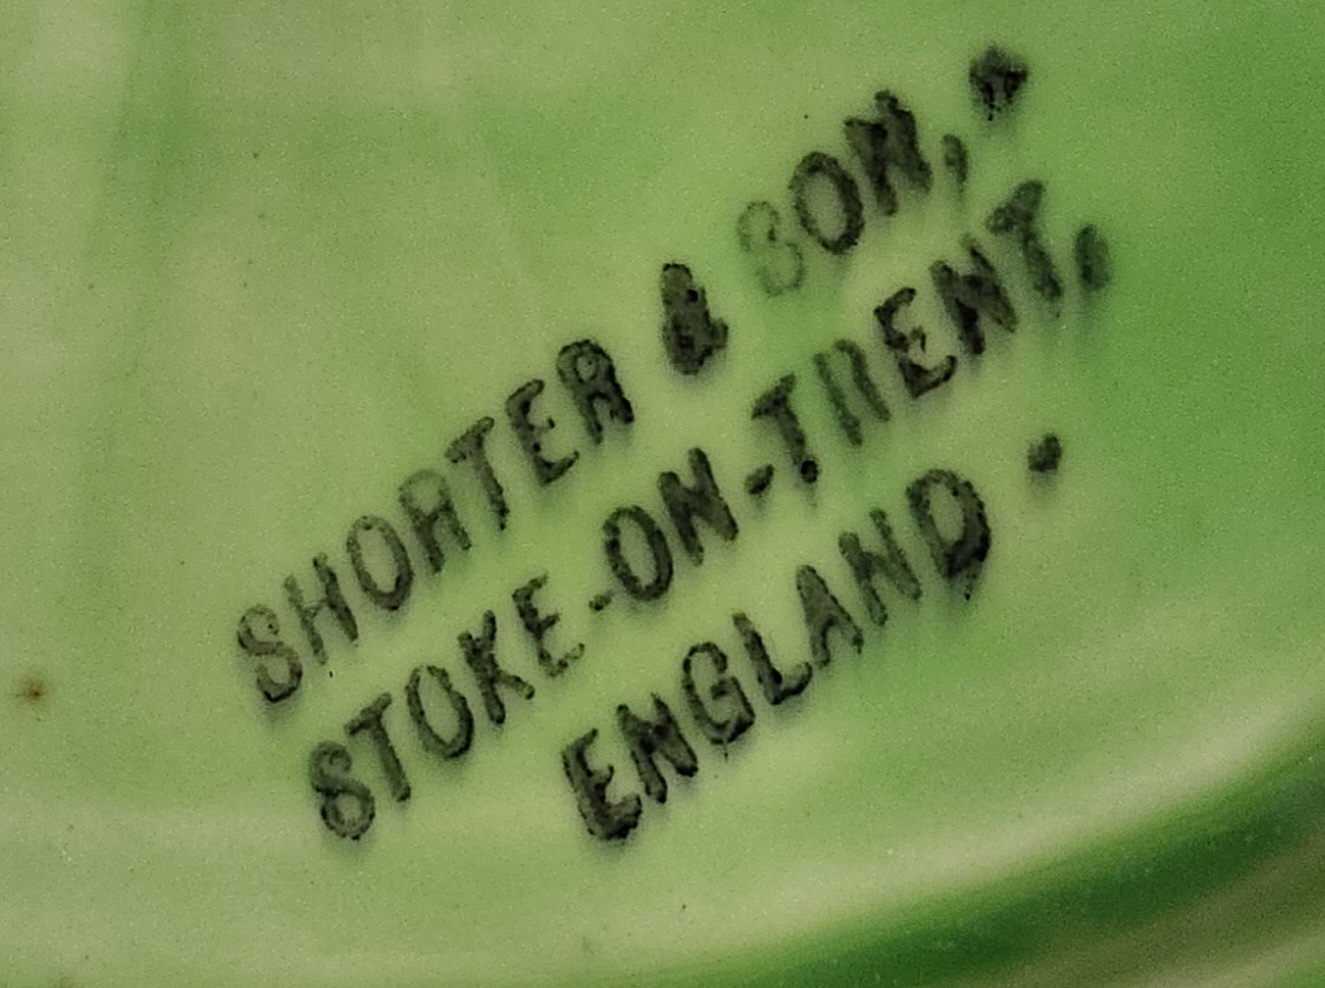 SHORTER & SON,
STOKE-ON-TRENT,
ENGLAND